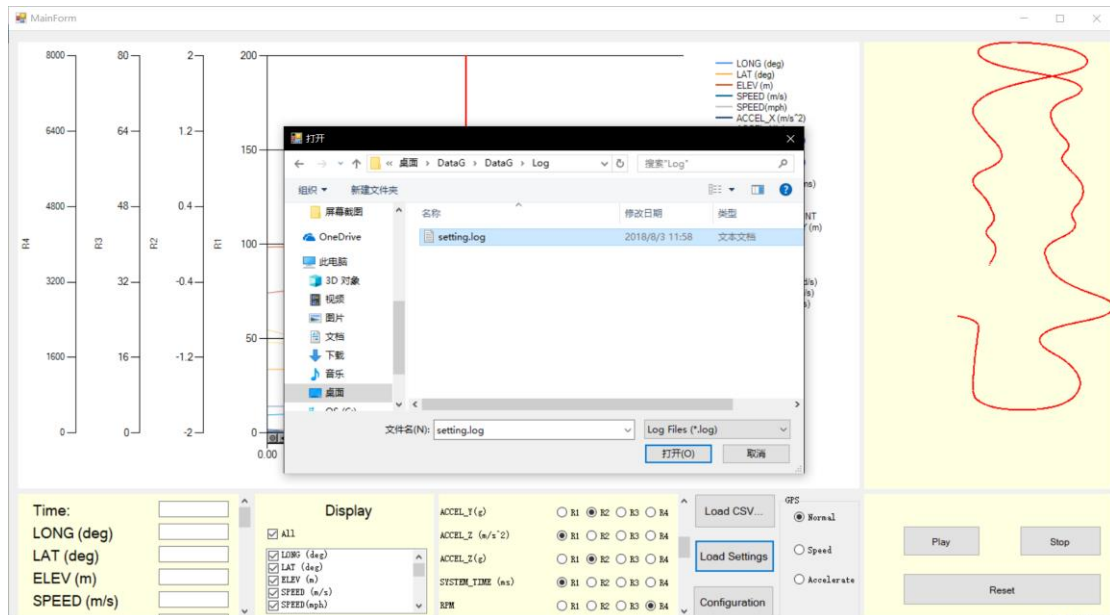 MainForm
8000 80 2 200
LONG (deg)
LAT (deg)
ELEV (m)
SPEED (m/s)
SPEED(mph)
ACCEL_X (m/s^2)
6400 64 1.2 150
4800 48 0.4
R4 R3 R2 R1 100
3200 32 -0.4
50
1600 16 -1.2
0 0 -2 0
0.00
打开
« 桌面 › DataG › DataG › Log
搜索"Log"
组织 新建文件夹
屏幕截图
OneDrive
此电脑
3D 对象
视频
图片
文档
下载
音乐
桌面
名称 修改日期 类型
setting.log 2018/8/3 11:58 文本文档
文件名(N): setting.log Log Files (*.log)
打开(O) 取消
Time:
LONG (deg)
LAT (deg)
ELEV (m)
SPEED (m/s)
Display
All
LONG (deg)
LAT (deg)
ELEV (m)
SPEED (m/s)
SPEED(mph)
ACCEL_Y(g) R1 R2 R3 R4
ACCEL_Z (m/s^2) R1 R2 R3 R4
ACCEL_Z(g) R1 R2 R3 R4
SYSTEM_TIME (ms) R1 R2 R3 R4
RPM R1 R2 R3 R4
Load CSV...
Load Settings
Configuration
GPS
Normal
Speed
Accelerate
Play Stop
Reset